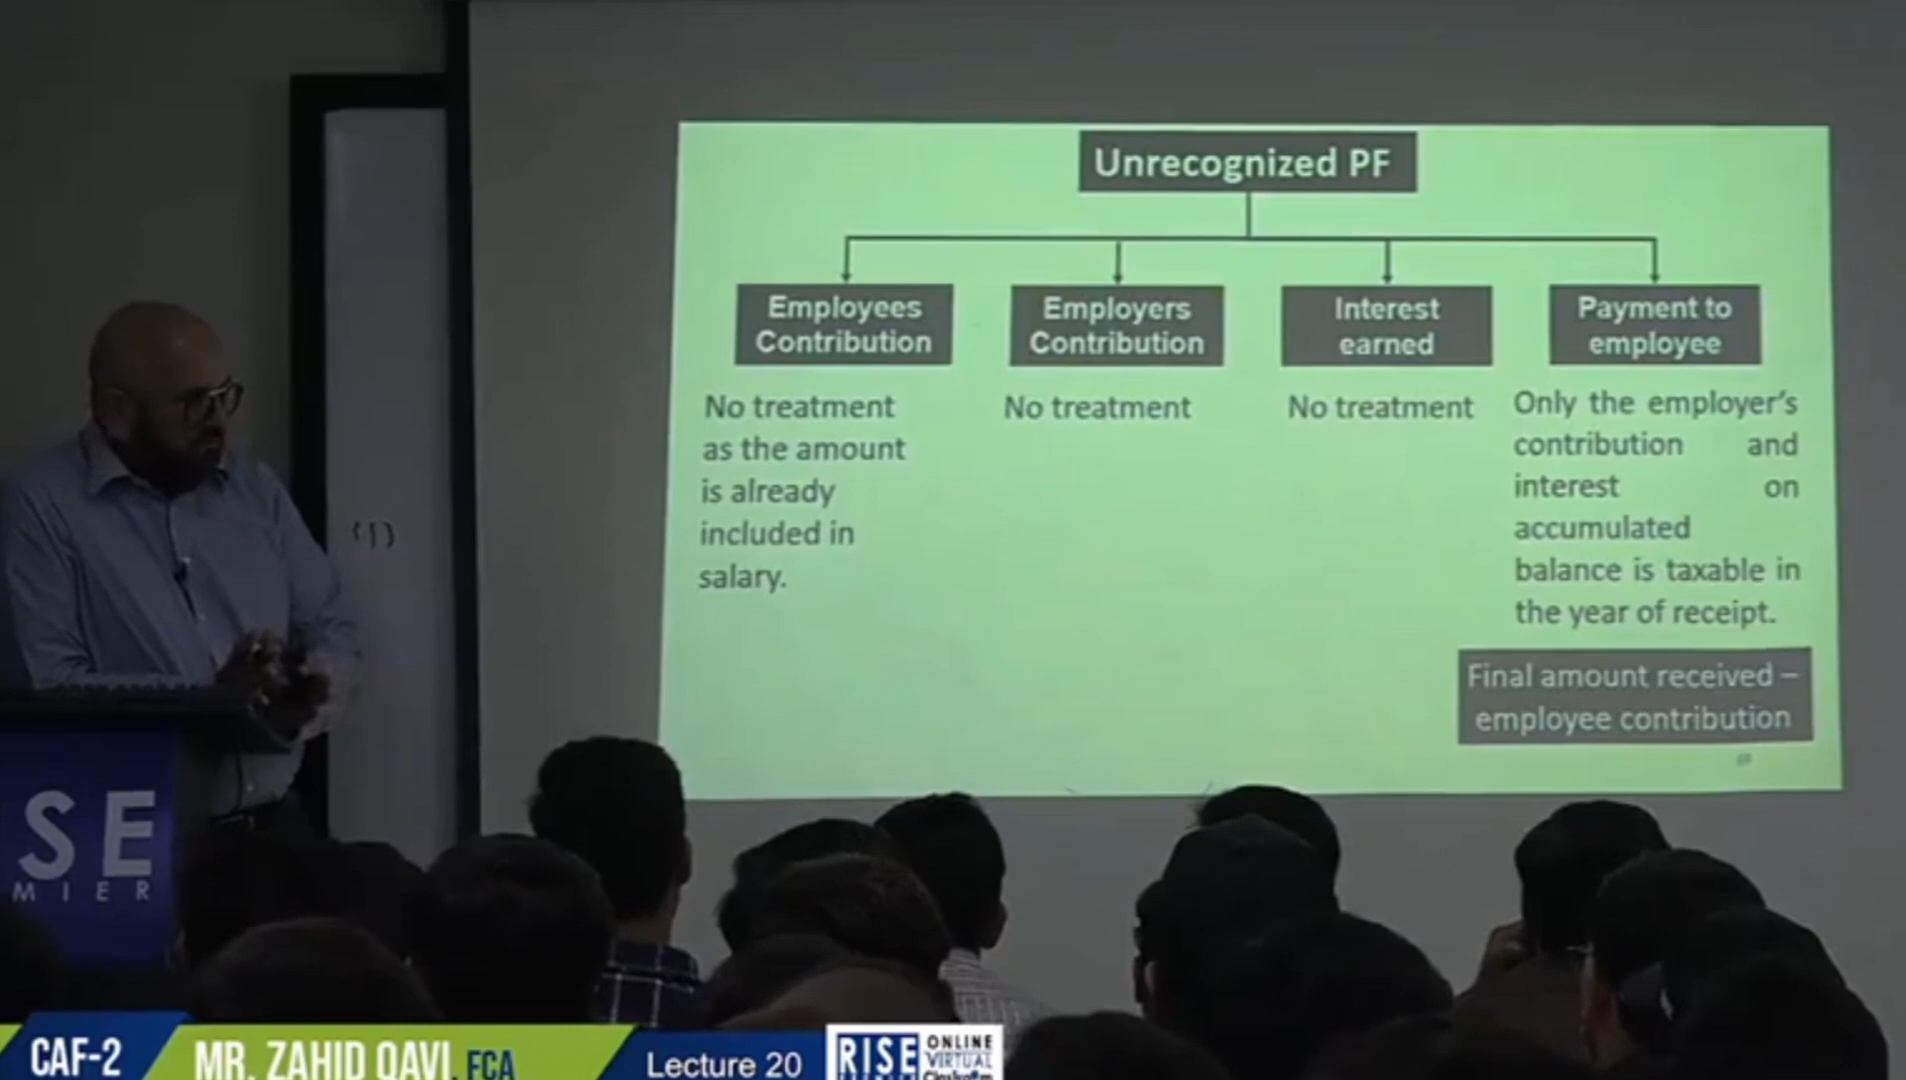 Unrecognized PF
Employees
Contribution
No treatment
as the amount
is already
included in
salary.
Employers
Contribution
No treatment
Interest
earned
No treatment
Payment to
employee
Only the employer's
contribution and
interest on
accumulated
balance is taxable in
the year of receipt.
Final amount received –
employee contribution
(1)
SE
MIER
CAF-2
MR. ZAHID QAVI, FCA
Lecture 20
RISE
ONLINE
VIRTUAL